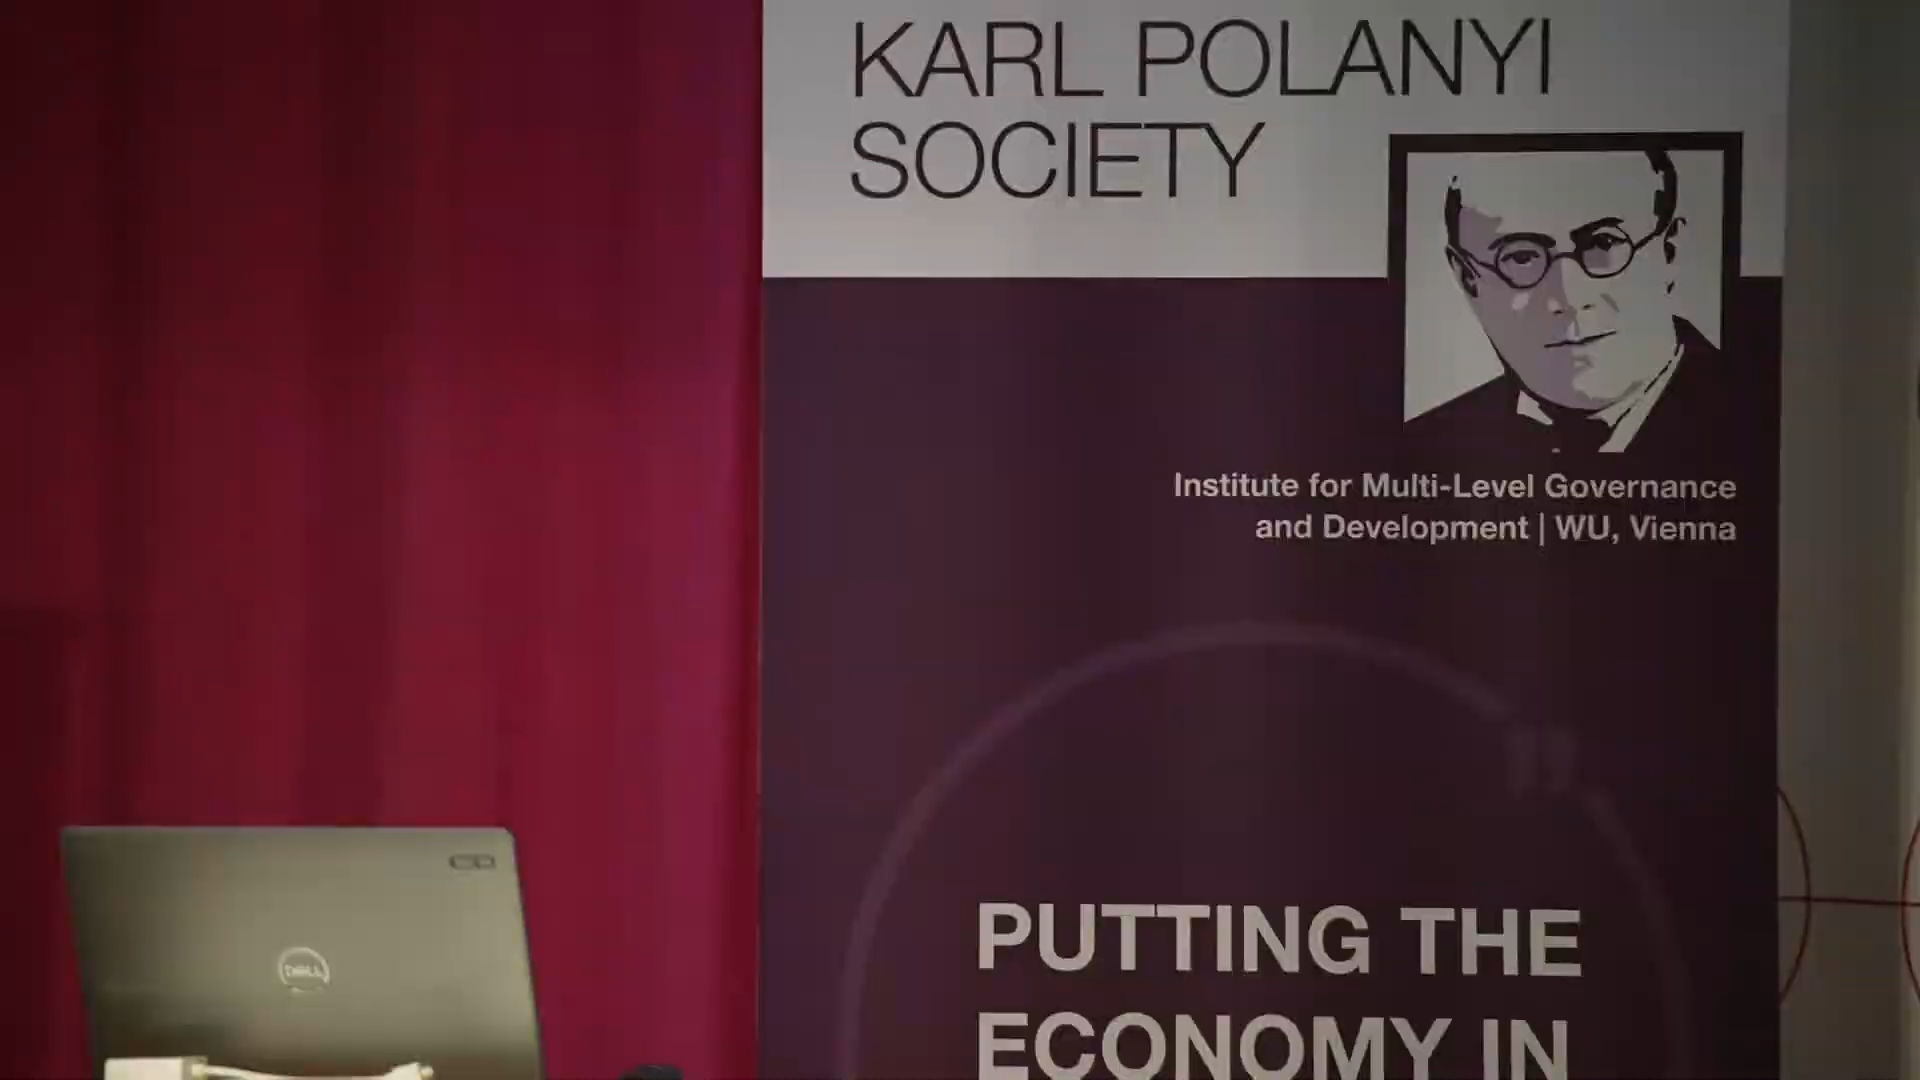 KARL POLANYI
SOCIETY
Institute for Multi-Level Governance
and Development | WU, Vienna
PUTTING THE
ECONOMY IN
DELL